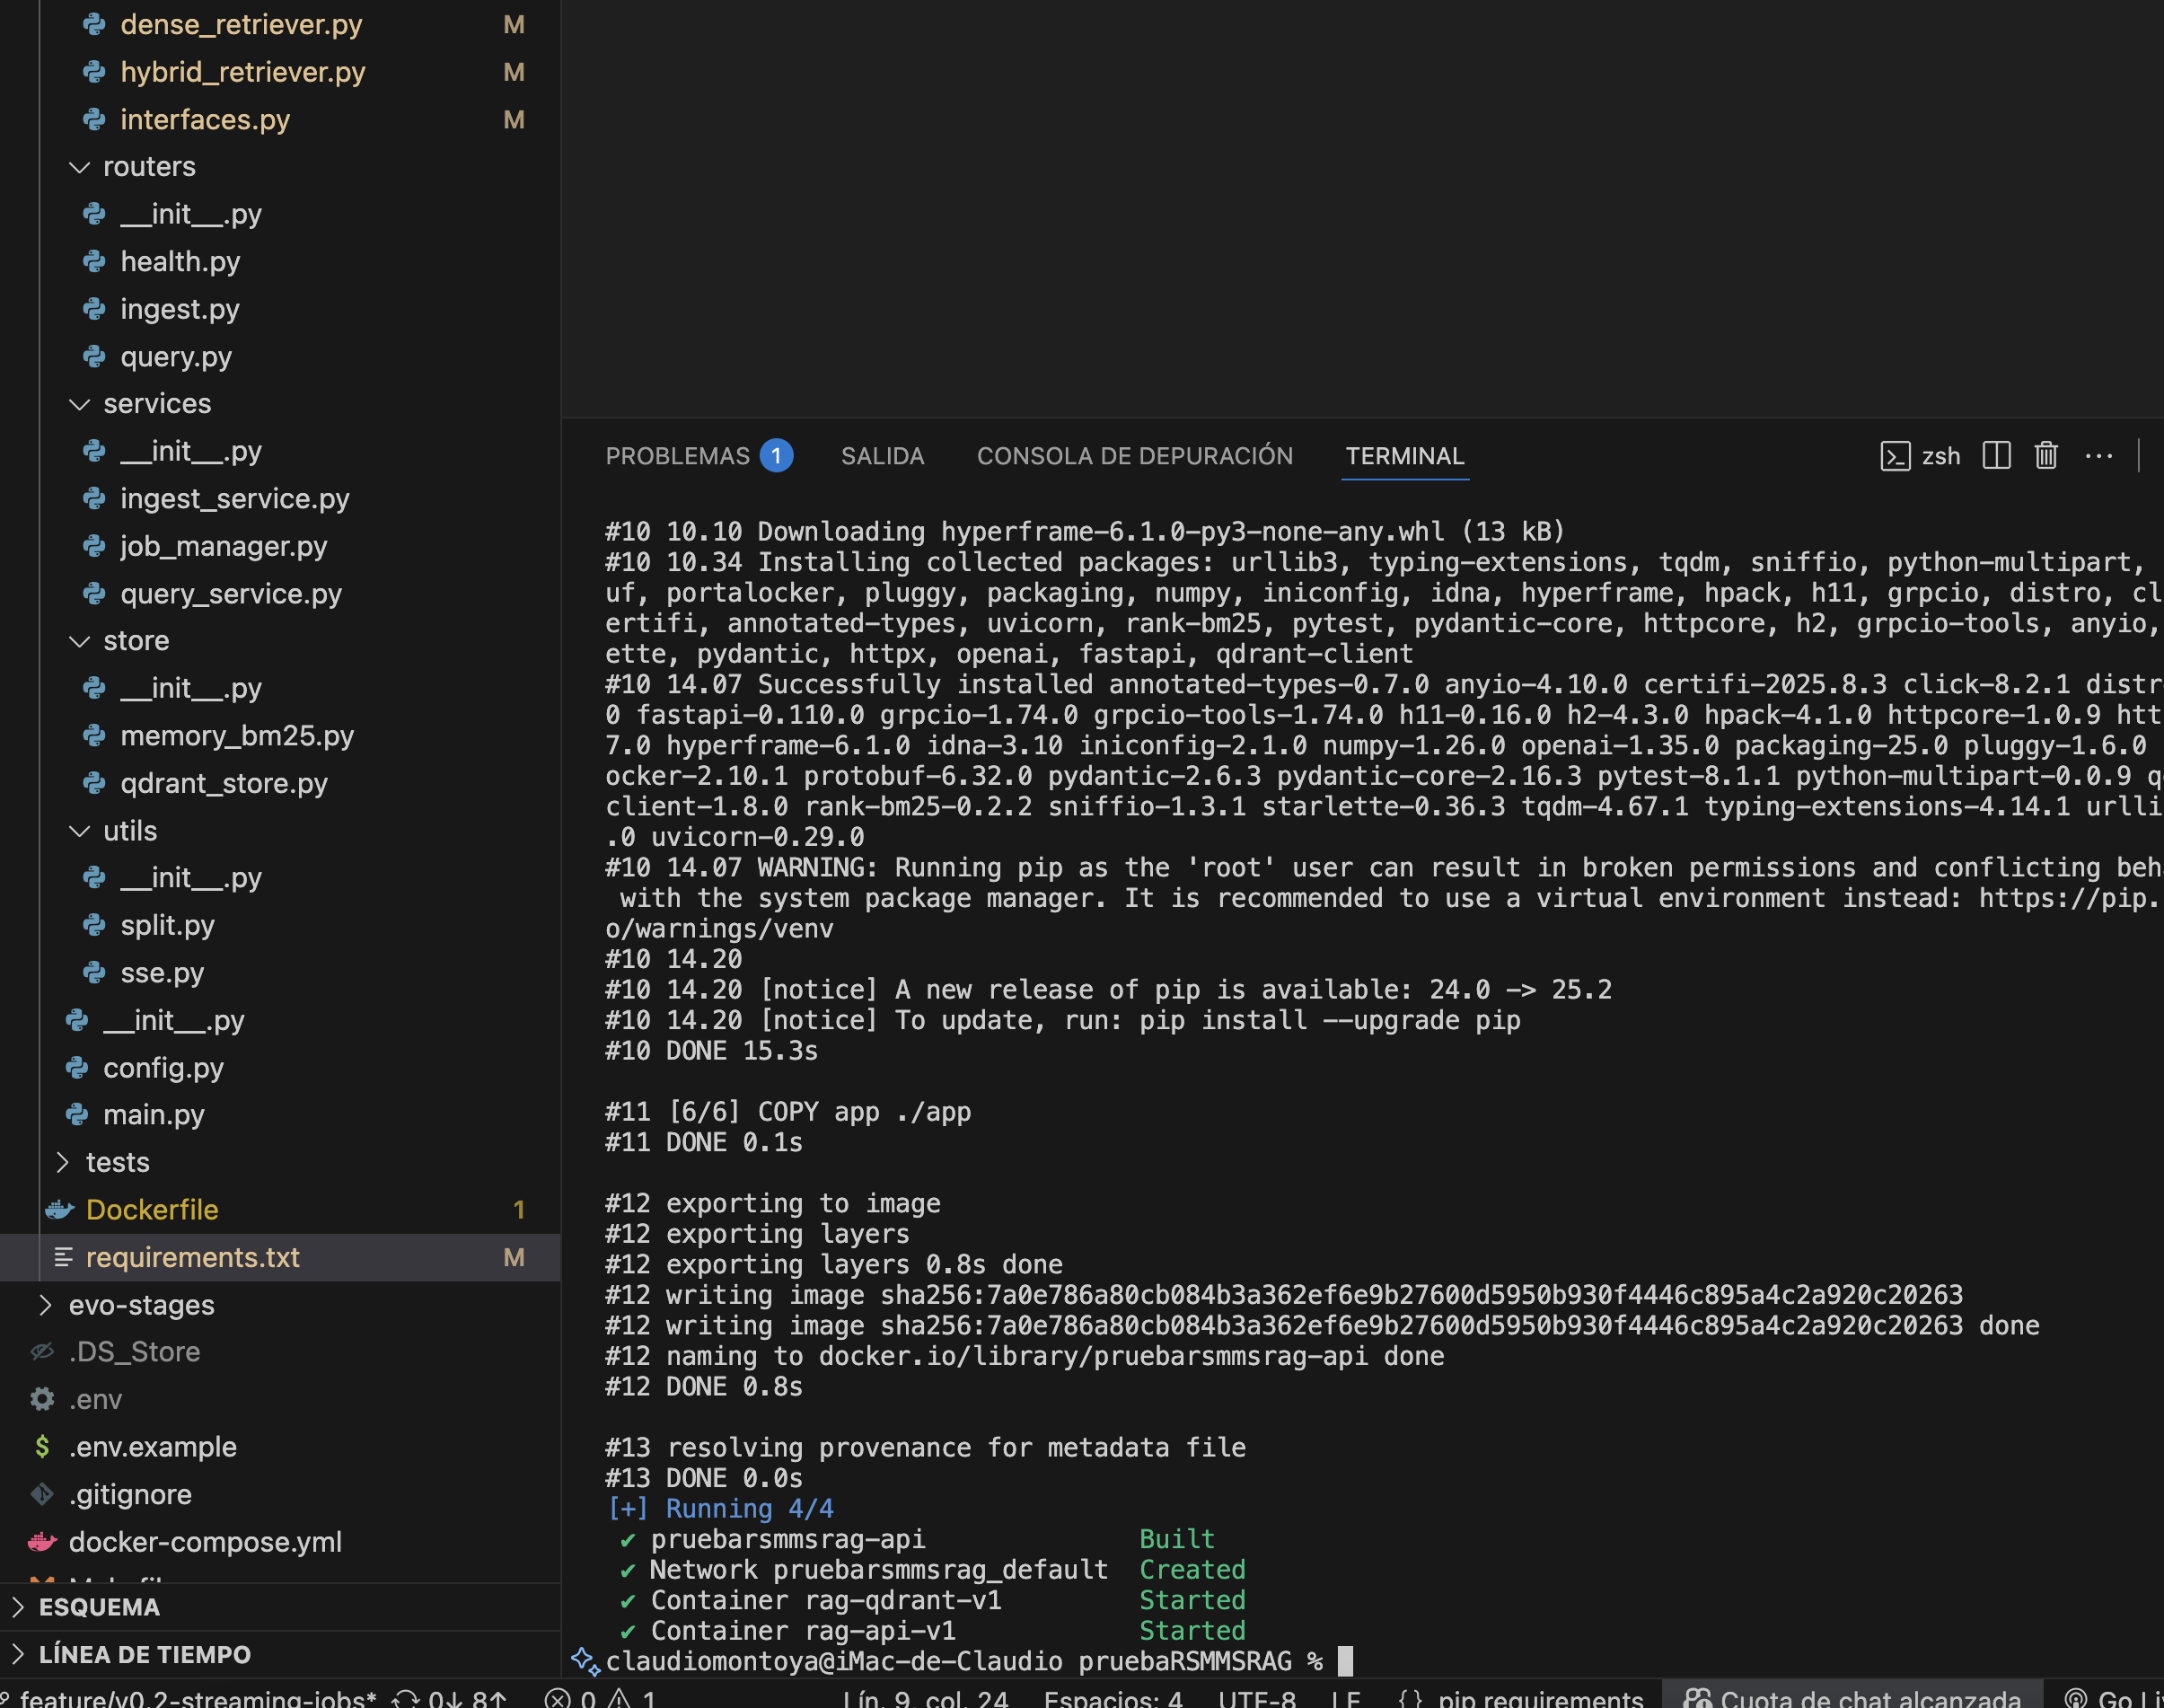 dense_retriever.py M
hybrid_retriever.py M
interfaces.py M
routers
__init__.py
health.py
ingest.py
query.py
services
__init__.py
ingest_service.py
job_manager.py
query_service.py
store
__init__.py
memory_bm25.py
qdrant_store.py
utils
__init__.py
split.py
sse.py
__init__.py
config.py
main.py
tests
Dockerfile 1
requirements.txt M
evo-stages
.DS_Store
.env
.env.example
.gitignore
docker-compose.yml
ESQUEMA
LÍNEA DE TIEMPO
PROBLEMAS 1 SALIDA CONSOLA DE DEPURACIÓN TERMINAL zsh ...
#10 10.10 Downloading hyperframe-6.1.0-py3-none-any.whl (13 kB)
#10 10.34 Installing collected packages: urllib3, typing-extensions, tqdm, sniffio, python-multipart,
uf, portalocker, pluggy, packaging, numpy, iniconfig, idna, hyperframe, hpack, h11, grpcio, distro, cl
ertifi, annotated-types, uvicorn, rank-bm25, pytest, pydantic-core, httpcore, h2, grpcio-tools, anyio,
ette, pydantic, httpx, openai, fastapi, qdrant-client
#10 14.07 Successfully installed annotated-types-0.7.0 anyio-4.10.0 certifi-2025.8.3 click-8.2.1 distr
0 fastapi-0.110.0 grpcio-1.74.0 grpcio-tools-1.74.0 h11-0.16.0 h2-4.3.0 hpack-4.1.0 httpcore-1.0.9 htt
7.0 hyperframe-6.1.0 idna-3.10 iniconfig-2.1.0 numpy-1.26.0 openai-1.35.0 packaging-25.0 pluggy-1.6.0
ocker-2.10.1 protobuf-6.32.0 pydantic-2.6.3 pydantic-core-2.16.3 pytest-8.1.1 python-multipart-0.0.9 q
client-1.8.0 rank-bm25-0.2.2 sniffio-1.3.1 starlette-0.36.3 tqdm-4.67.1 typing-extensions-4.14.1 urlli
.0 uvicorn-0.29.0
#10 14.07 WARNING: Running pip as the 'root' user can result in broken permissions and conflicting beh
with the system package manager. It is recommended to use a virtual environment instead: https://pip.
o/warnings/venv
#10 14.20
#10 14.20 [notice] A new release of pip is available: 24.0 -> 25.2
#10 14.20 [notice] To update, run: pip install --upgrade pip
#10 DONE 15.3s
#11 [6/6] COPY app ./app
#11 DONE 0.1s
#12 exporting to image
#12 exporting layers
#12 exporting layers 0.8s done
#12 writing image sha256:7a0e786a80cb084b3a362ef6e9b27600d5950b930f4446c895a4c2a920c20263
#12 writing image sha256:7a0e786a80cb084b3a362ef6e9b27600d5950b930f4446c895a4c2a920c20263 done
#12 naming to docker.io/library/pruebarsmmsrag-api done
#12 DONE 0.8s
#13 resolving provenance for metadata file
#13 DONE 0.0s
[+] Running 4/4
✔ pruebarsmmsrag-api Built
✔ Network pruebarsmmsrag_default Created
✔ Container rag-qdrant-v1 Started
✔ Container rag-api-v1 Started
claudiomontoya@iMac-de-Claudio pruebaRSMMSRAG %
feature/v0.2-streaming-jobs* 0↓ 8↑ 0 1 Lín. 9, col. 24 Espacios: 4 UTF-8 LF {} pip requirements Cuota de chat alcanzada Go Li